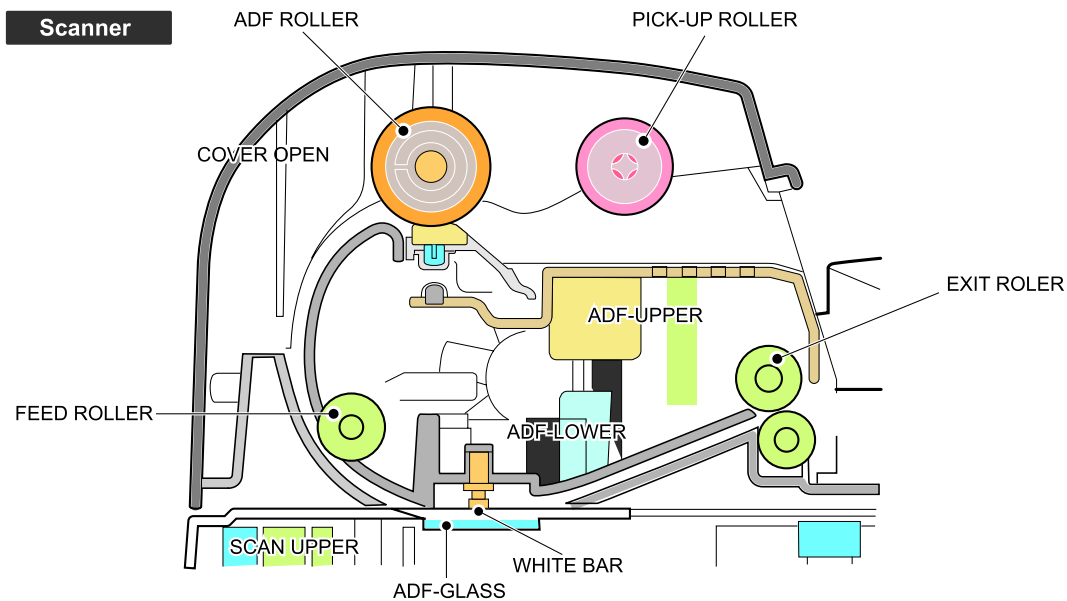 Scanner
ADF ROLLER
PICK-UP ROLLER
COVER OPEN
EXIT ROLER
ADF-UPPER
FEED ROLLER
ADF-LOWER
SCAN UPPER
WHITE BAR
ADF-GLASS